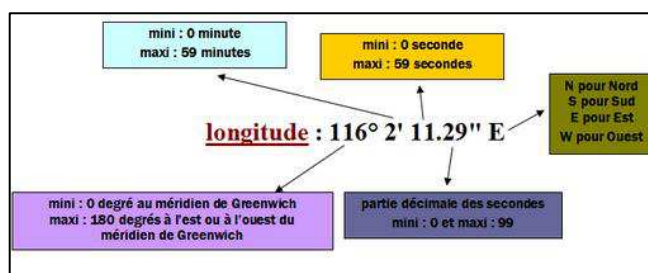 mini : 0 minute
maxi : 59 minutes
mini : 0 seconde
maxi : 59 secondes
N pour Nord
S pour Sud
E pour Est
W pour Ouest
longitude : 116° 2' 11.29" E
mini : 0 degré au méridien de Greenwich
maxi : 180 degrés à l'est ou à l'ouest du
méridien de Greenwich
partie décimale des secondes
mini : 0 et maxi : 99